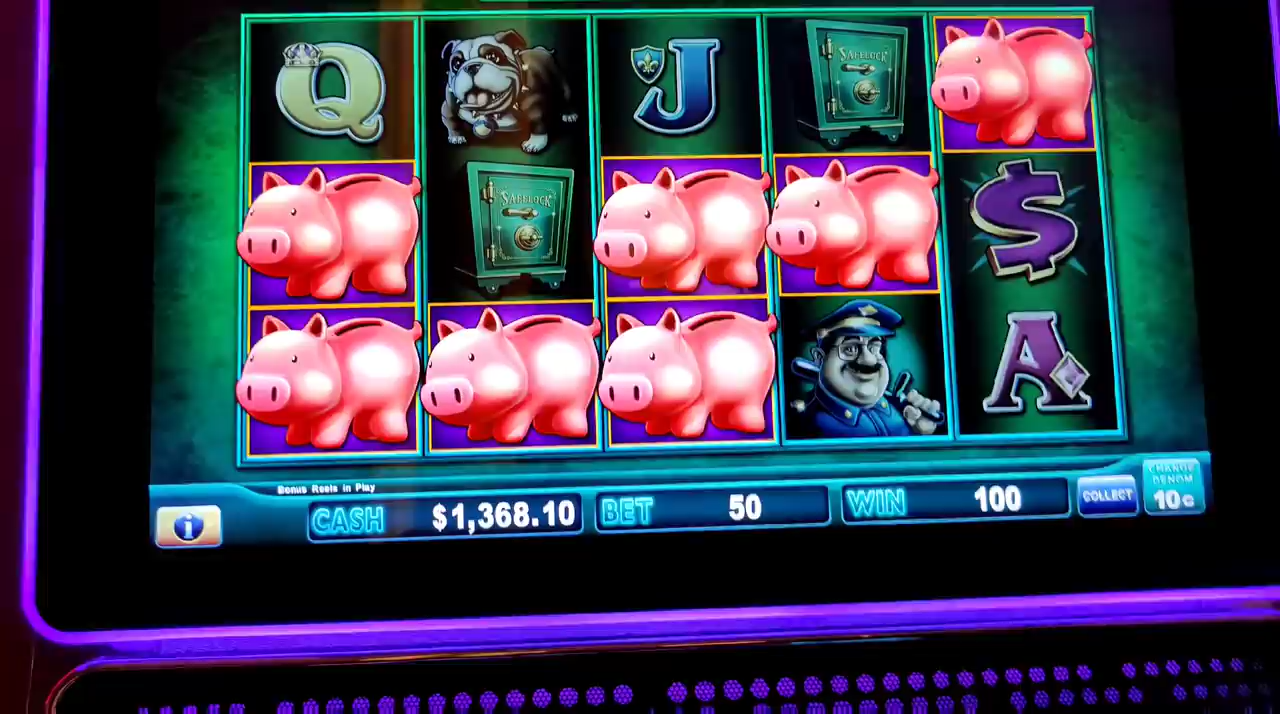 Q
J
SAFELOCK
SAFELOCK
$
A
Bonus Reels in Play
CASH $1,368.10 BET 50 WIN 100 COLLECT
CHANGE
DENOM
10¢
i